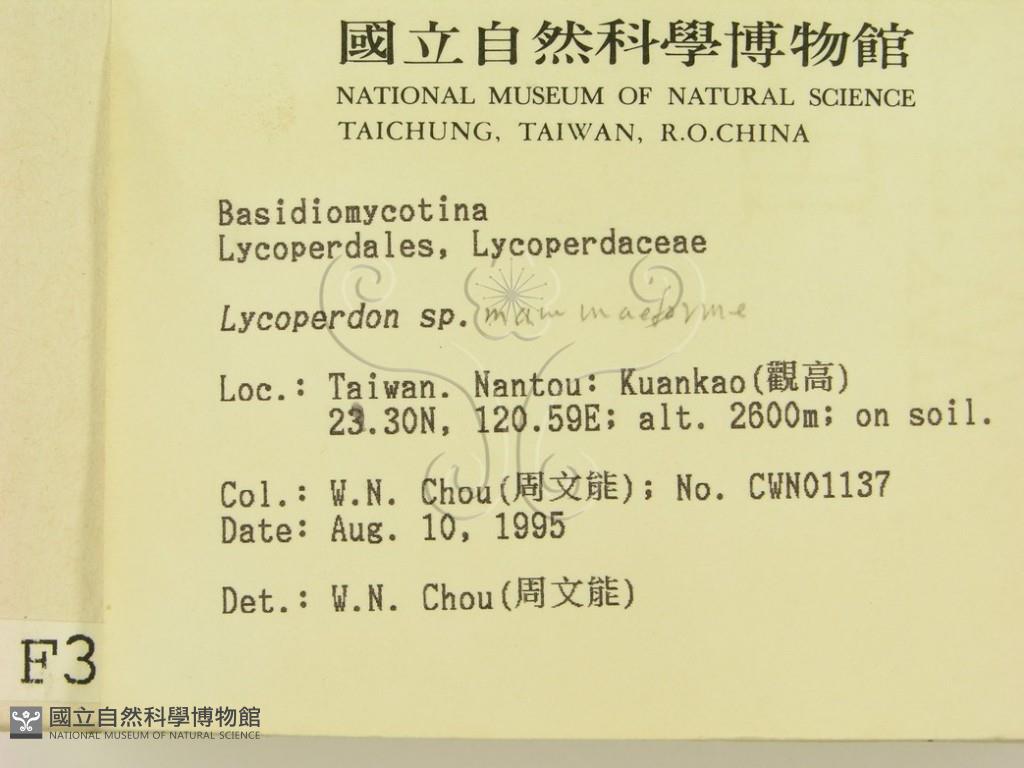 國立自然科學博物館
NATIONAL MUSEUM OF NATURAL SCIENCE
TAICHUNG, TAIWAN, R.O.CHINA
Basidiomycotina
Lycoperdales, Lycoperdaceae
Lycoperdon sp. mammaeforme
Loc.: Taiwan. Nantou: Kuankao(觀高)
23.30N, 120.59E; alt. 2600m; on soil.
Col.: W.N. Chou(周文能); No. CWN01137
Date: Aug. 10, 1995
Det.: W.N. Chou(周文能)
F3
國立自然科學博物館
NATIONAL MUSEUM OF NATURAL SCIENCE